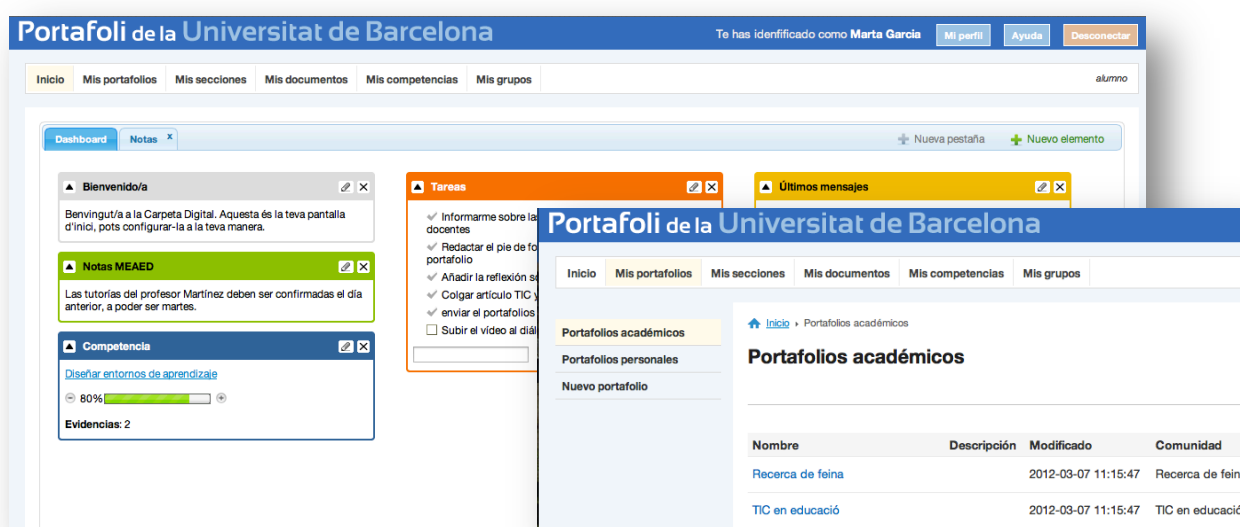 Portafoli de la Universitat de Barcelona
Te has idenfificado como Marta Garcia
Mi perfil
Ayuda
Desconectar
Inicio Mis portafolios Mis secciones Mis documentos Mis competencias Mis grupos
alumno
Dashboard
Notas x
Nueva pestaña
Nuevo elemento
Bienvenido/a
Benvingut/a a la Carpeta Digital. Aquesta és la teva pantalla
d'inici, pots configurar-la a la teva manera.
Notas MEAED
Las tutorías del profesor Martínez deben ser confirmadas el día
anterior, a poder ser martes.
Competencia
Diseñar entornos de aprendizaje
80%
Evidencias: 2
Tareas
Informarme sobre las
docentes
Redactar el pie de fo
portafolio
Añadir la reflexión so
Colgar artículo TIC y
enviar el portafolios
Subir el vídeo al diál
Últimos mensajes
Portafoli de la Universitat de Barcelona
Inicio Mis portafolios Mis secciones Mis documentos Mis competencias Mis grupos
Portafolios académicos
Portafolios personales
Nuevo portafolio
Inicio Portafolios académicos
Portafolios académicos
Nombre Descripción Modificado Comunidad
Recerca de feina 2012-03-07 11:15:47 Recerca de fein
TIC en educació 2012-03-07 11:15:47 TIC en educació